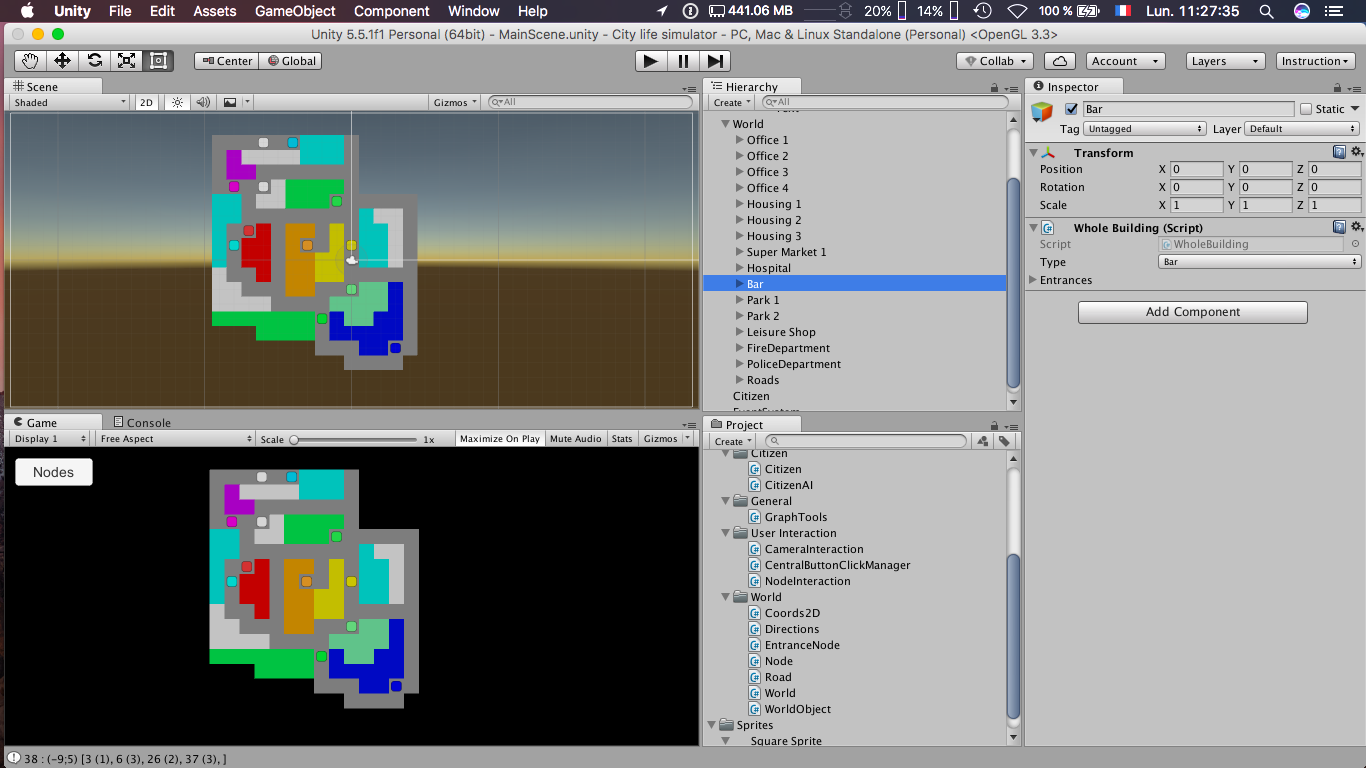 Unity File Edit Assets GameObject Component Window Help 441.06 MB 20% 14% 100 % Lun. 11:27:35
Unity 5.5.1f1 Personal (64bit) - MainScene.unity - City life simulator - PC, Mac & Linux Standalone (Personal) <OpenGL 3.3>
Center Global Collab Account Layers Instruction
Scene
Shaded 2D Gizmos All
Hierarchy
Create All
World
Office 1
Office 2
Office 3
Office 4
Housing 1
Housing 2
Housing 3
Super Market 1
Hospital
Bar
Park 1
Park 2
Leisure Shop
FireDepartment
PoliceDepartment
Roads
Citizen
EventSystem
Inspector
Bar Static
Tag Untagged Layer Default
Transform
Position X 0 Y 0 Z 0
Rotation X 0 Y 0 Z 0
Scale X 1 Y 1 Z 1
Whole Building (Script)
Script WholeBuilding
Type Bar
Entrances
Add Component
Game Console
Display 1 Free Aspect Scale 1x Maximize On Play Mute Audio Stats Gizmos
Nodes
Project
Create
Citizen
Citizen
CitizenAI
General
GraphTools
User Interaction
CameraInteraction
CentralButtonClickManager
NodeInteraction
World
Coords2D
Directions
EntranceNode
Node
Road
World
WorldObject
Sprites
Square Sprite
38 : (-9;5) [3 (1), 6 (3), 26 (2), 37 (3), ]